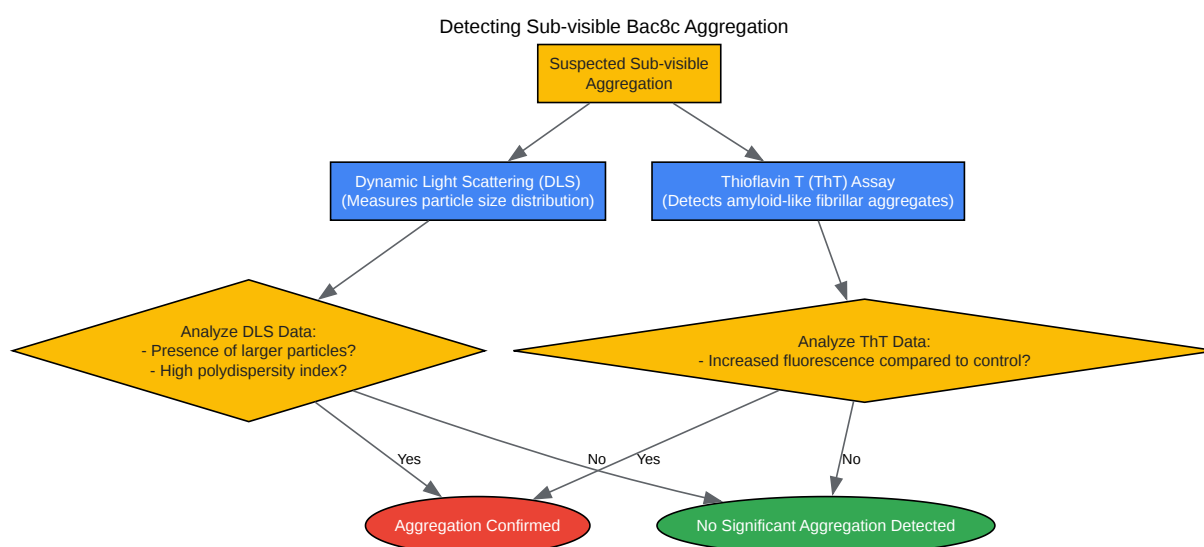 Detecting Sub-visible Bac8c Aggregation
Suspected Sub-visible
Aggregation
Dynamic Light Scattering (DLS)
(Measures particle size distribution)
Thioflavin T (ThT) Assay
(Detects amyloid-like fibrillar aggregates)
Analyze DLS Data:
- Presence of larger particles?
- High polydispersity index?
Analyze ThT Data:
- Increased fluorescence compared to control?
Yes
No
Yes
No
Aggregation Confirmed
No Significant Aggregation Detected